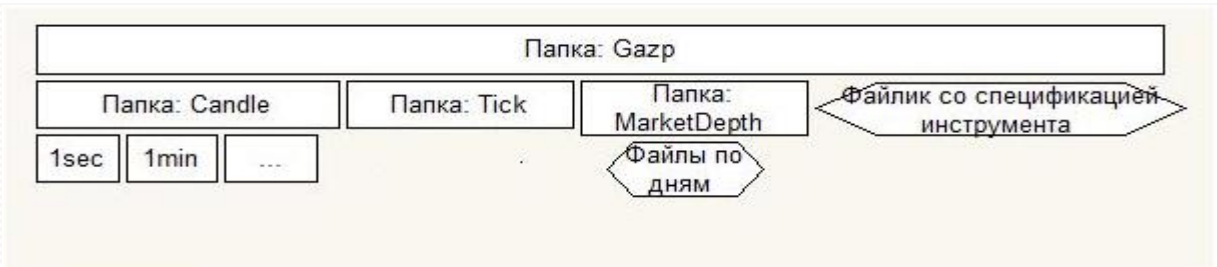 Папка: Gazp
Папка: Candle
Папка: Tick
Папка:
MarketDepth
Файлик со спецификацией
инструмента
1sec
1min
...
Файлы по
дням